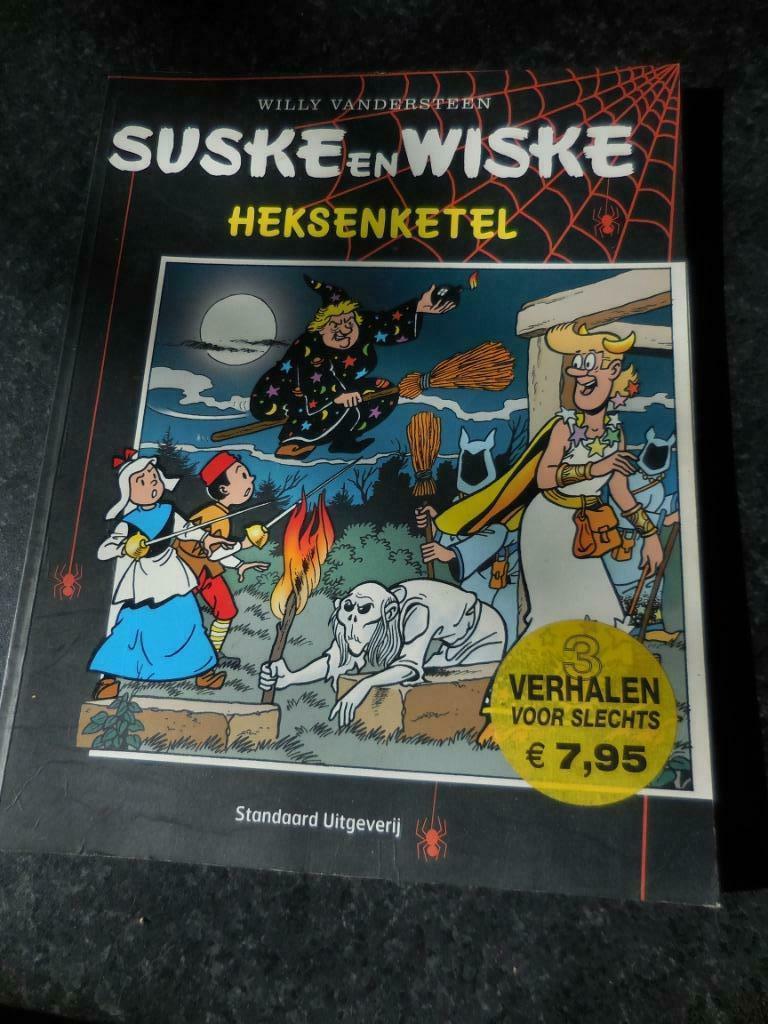 WILLY VANDERSTEEN
SUSKE EN WISKE
HEKSENKETEL
3
VERHALEN
VOOR SLECHTS
€ 7,95
Standaard Uitgeverij